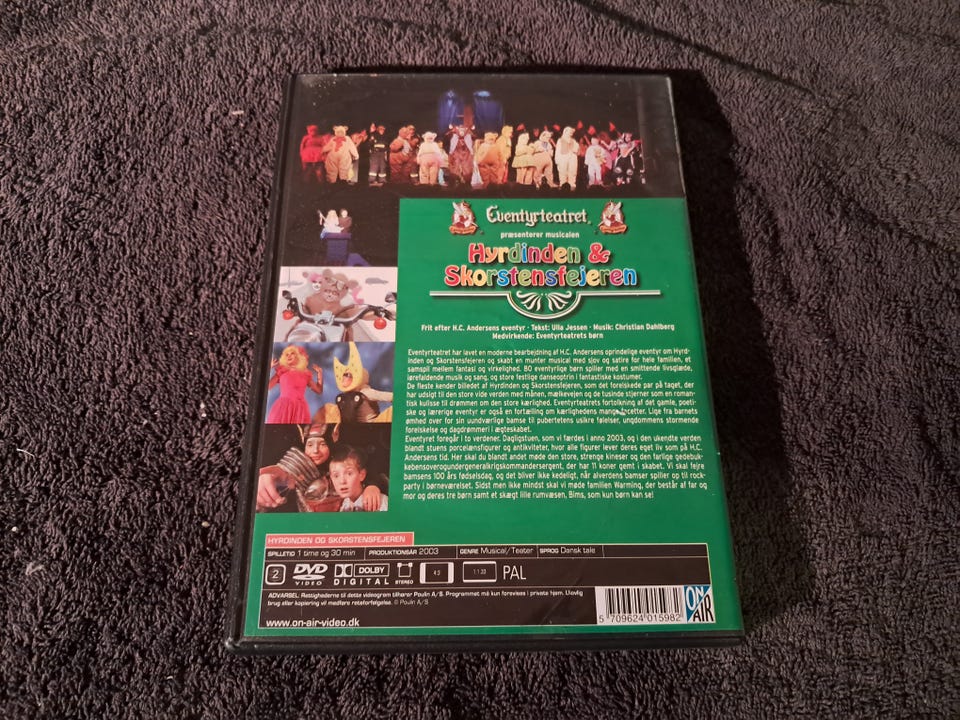 Eventyrteatret
præsenterer musicalen
Hyrdinden &
Skorstensfejeren
Frit efter H.C. Andersens eventyr · Tekst: Ulla Jessen · Musik: Christian Dahlberg
Medvirkende: Eventyrteatrets børn
Eventyrteatret har lavet en moderne bearbejdning af H.C. Andersens oprindelige eventyr om Hyrd-
inden og Skorstensfejeren og skabt en munter musical med sjov og satire for hele familien, et
samspil mellem fantasi og virkelighed. 80 eventyrlige børn spiller med en smittende livsglæde,
iørefaldende musik og sang, og store festlige danseoptrin i fantastiske kostumer.
De fleste kender billedet af Hyrdinden og Skorstensfejeren, som det forelskede par på taget, der
har udsigt til den store vide verden med månen, mælkevejen og de tusinde stjerner som en roman-
tisk kulisse til drømmen om den store kærlighed. Eventyrteatrets fortolkning af det gamle, poeti-
ske og lærerige eventyr er også en fortælling om kærlighedens mange facetter. Lige fra barnets
ømhed over for sin uundværlige bamse til pubertetens usikre følelser, ungdommens stormende
forelskelse og dagdrømmeri i ægteskabet.
Eventyret foregår i to verdener. Dagligstuen, som vi færdes i anno 2003, og i den ukendte verden
blandt stuens porcelænsfigurer og antikviteter, hvor alle figurer lever deres eget liv som på H.C.
Andersens tid. Her skal du blandt andet møde den store, strenge kineser og den farlige gedebuk-
kebensoverogundergeneralkrigskommandersergent, der har 11 koner gemt i skabet. Vi skal fejre
bamsens 100 års fødselsdag, og det bliver ikke kedeligt, når alverdens bamser spiller op til rock-
party i børneværelset. Sidst men ikke mindst skal vi møde familien Warming, der består af far og
mor og deres tre børn samt et skægt lille rumvæsen, Bims, som kun børn kan se!
HYRDINDEN OG SKORSTENSFEJEREN
SPILLETID 1 time og 30 min PRODUKTIONSÅR 2003 GENRE Musical/Teater SPROG Dansk tale
2 DVD VIDEO DOLBY DIGITAL STEREO 4:3 1:1.33 PAL
ADVARSEL: Rettighederne til dette videogram tilhører Poulin A/S. Programmet må kun forevises i private hjem. Ulovlig
brug eller kopiering vil medføre retsforfølgelse. © Poulin A/S
www.on-air-video.dk
5 709624 015982
ON AIR